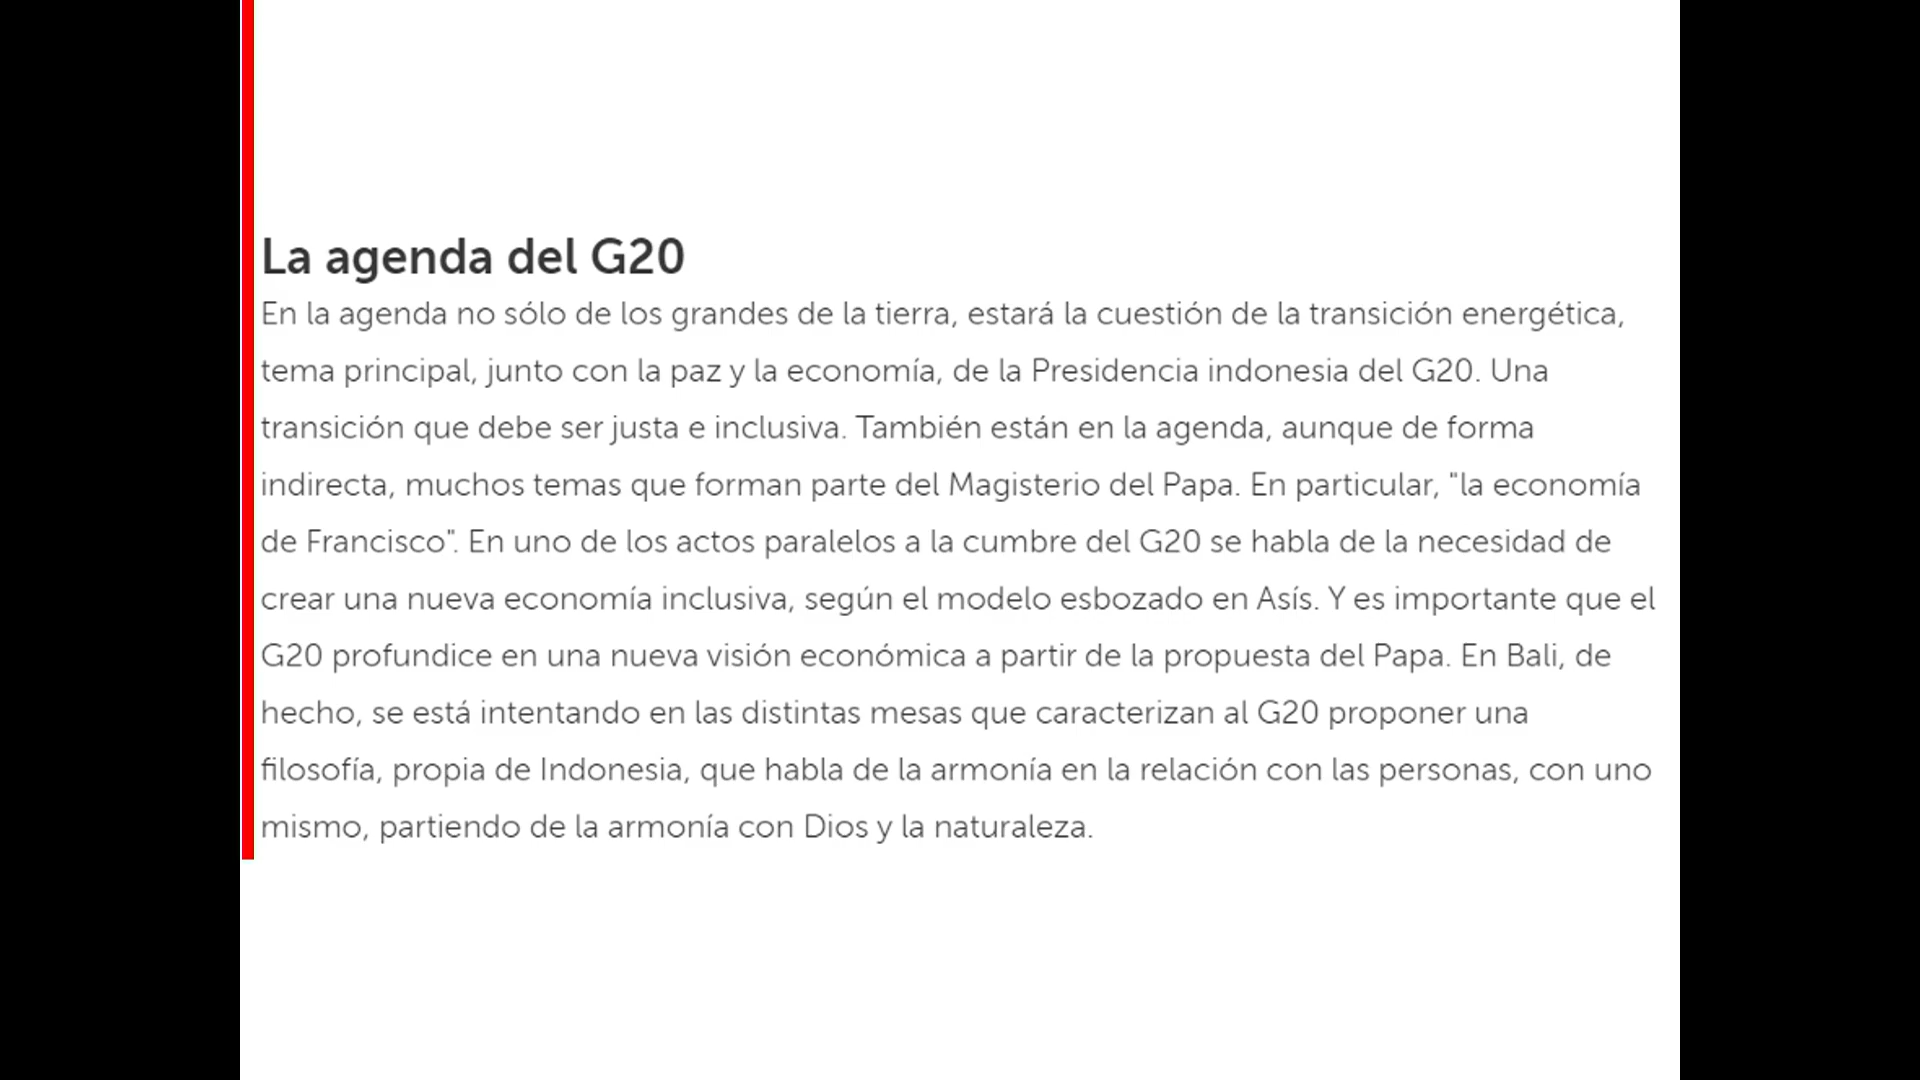 La agenda del G20
En la agenda no sólo de los grandes de la tierra, estará la cuestión de la transición energética,
tema principal, junto con la paz y la economía, de la Presidencia indonesia del G20. Una
transición que debe ser justa e inclusiva. También están en la agenda, aunque de forma
indirecta, muchos temas que forman parte del Magisterio del Papa. En particular, "la economía
de Francisco". En uno de los actos paralelos a la cumbre del G20 se habla de la necesidad de
crear una nueva economía inclusiva, según el modelo esbozado en Asís. Y es importante que el
G20 profundice en una nueva visión económica a partir de la propuesta del Papa. En Bali, de
hecho, se está intentando en las distintas mesas que caracterizan al G20 proponer una
filosofía, propia de Indonesia, que habla de la armonía en la relación con las personas, con uno
mismo, partiendo de la armonía con Dios y la naturaleza.